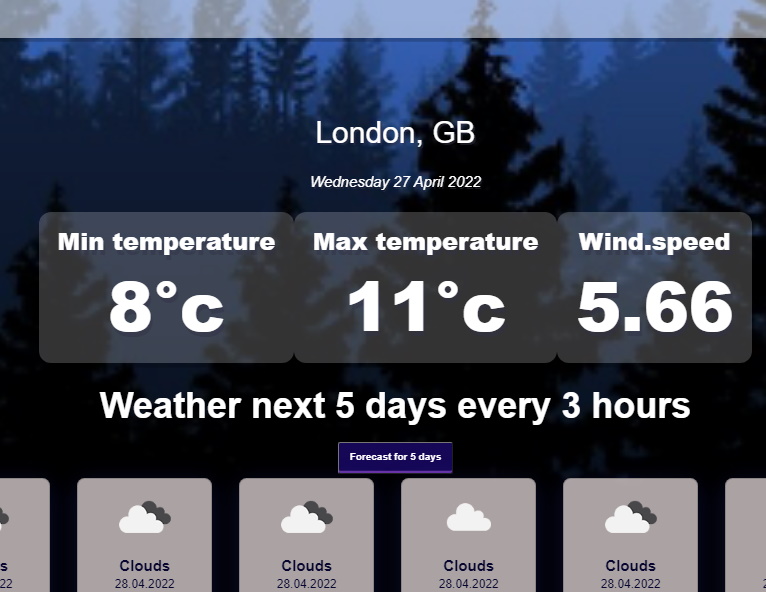 London, GB
Wednesday 27 April 2022
Min temperature Max temperature Wind.speed
8°c 11°c 5.66
Weather next 5 days every 3 hours
Forecast for 5 days
s Clouds Clouds Clouds Clouds
22 28.04.2022 28.04.2022 28.04.2022 28.04.2022 2